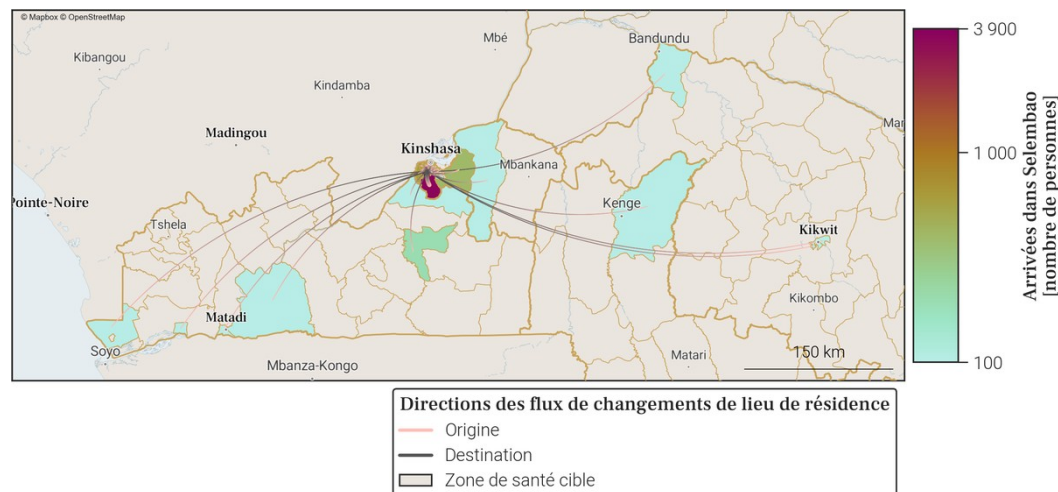 © Mapbox © OpenStreetMap
Kibangou
Mbé
Bandundu
Kindamba
Madingou
Kinshasa
Mbankana
Pointe-Noire
Tshela
Kenge
Kikwit
Kikombo
Matadi
Soyo
Mbanza-Kongo
Matari
150 km
3 900
1 000
100
Arrivées dans Selembao
[nombre de personnes]
Directions des flux de changements de lieu de résidence
Origine
Destination
Zone de santé cible